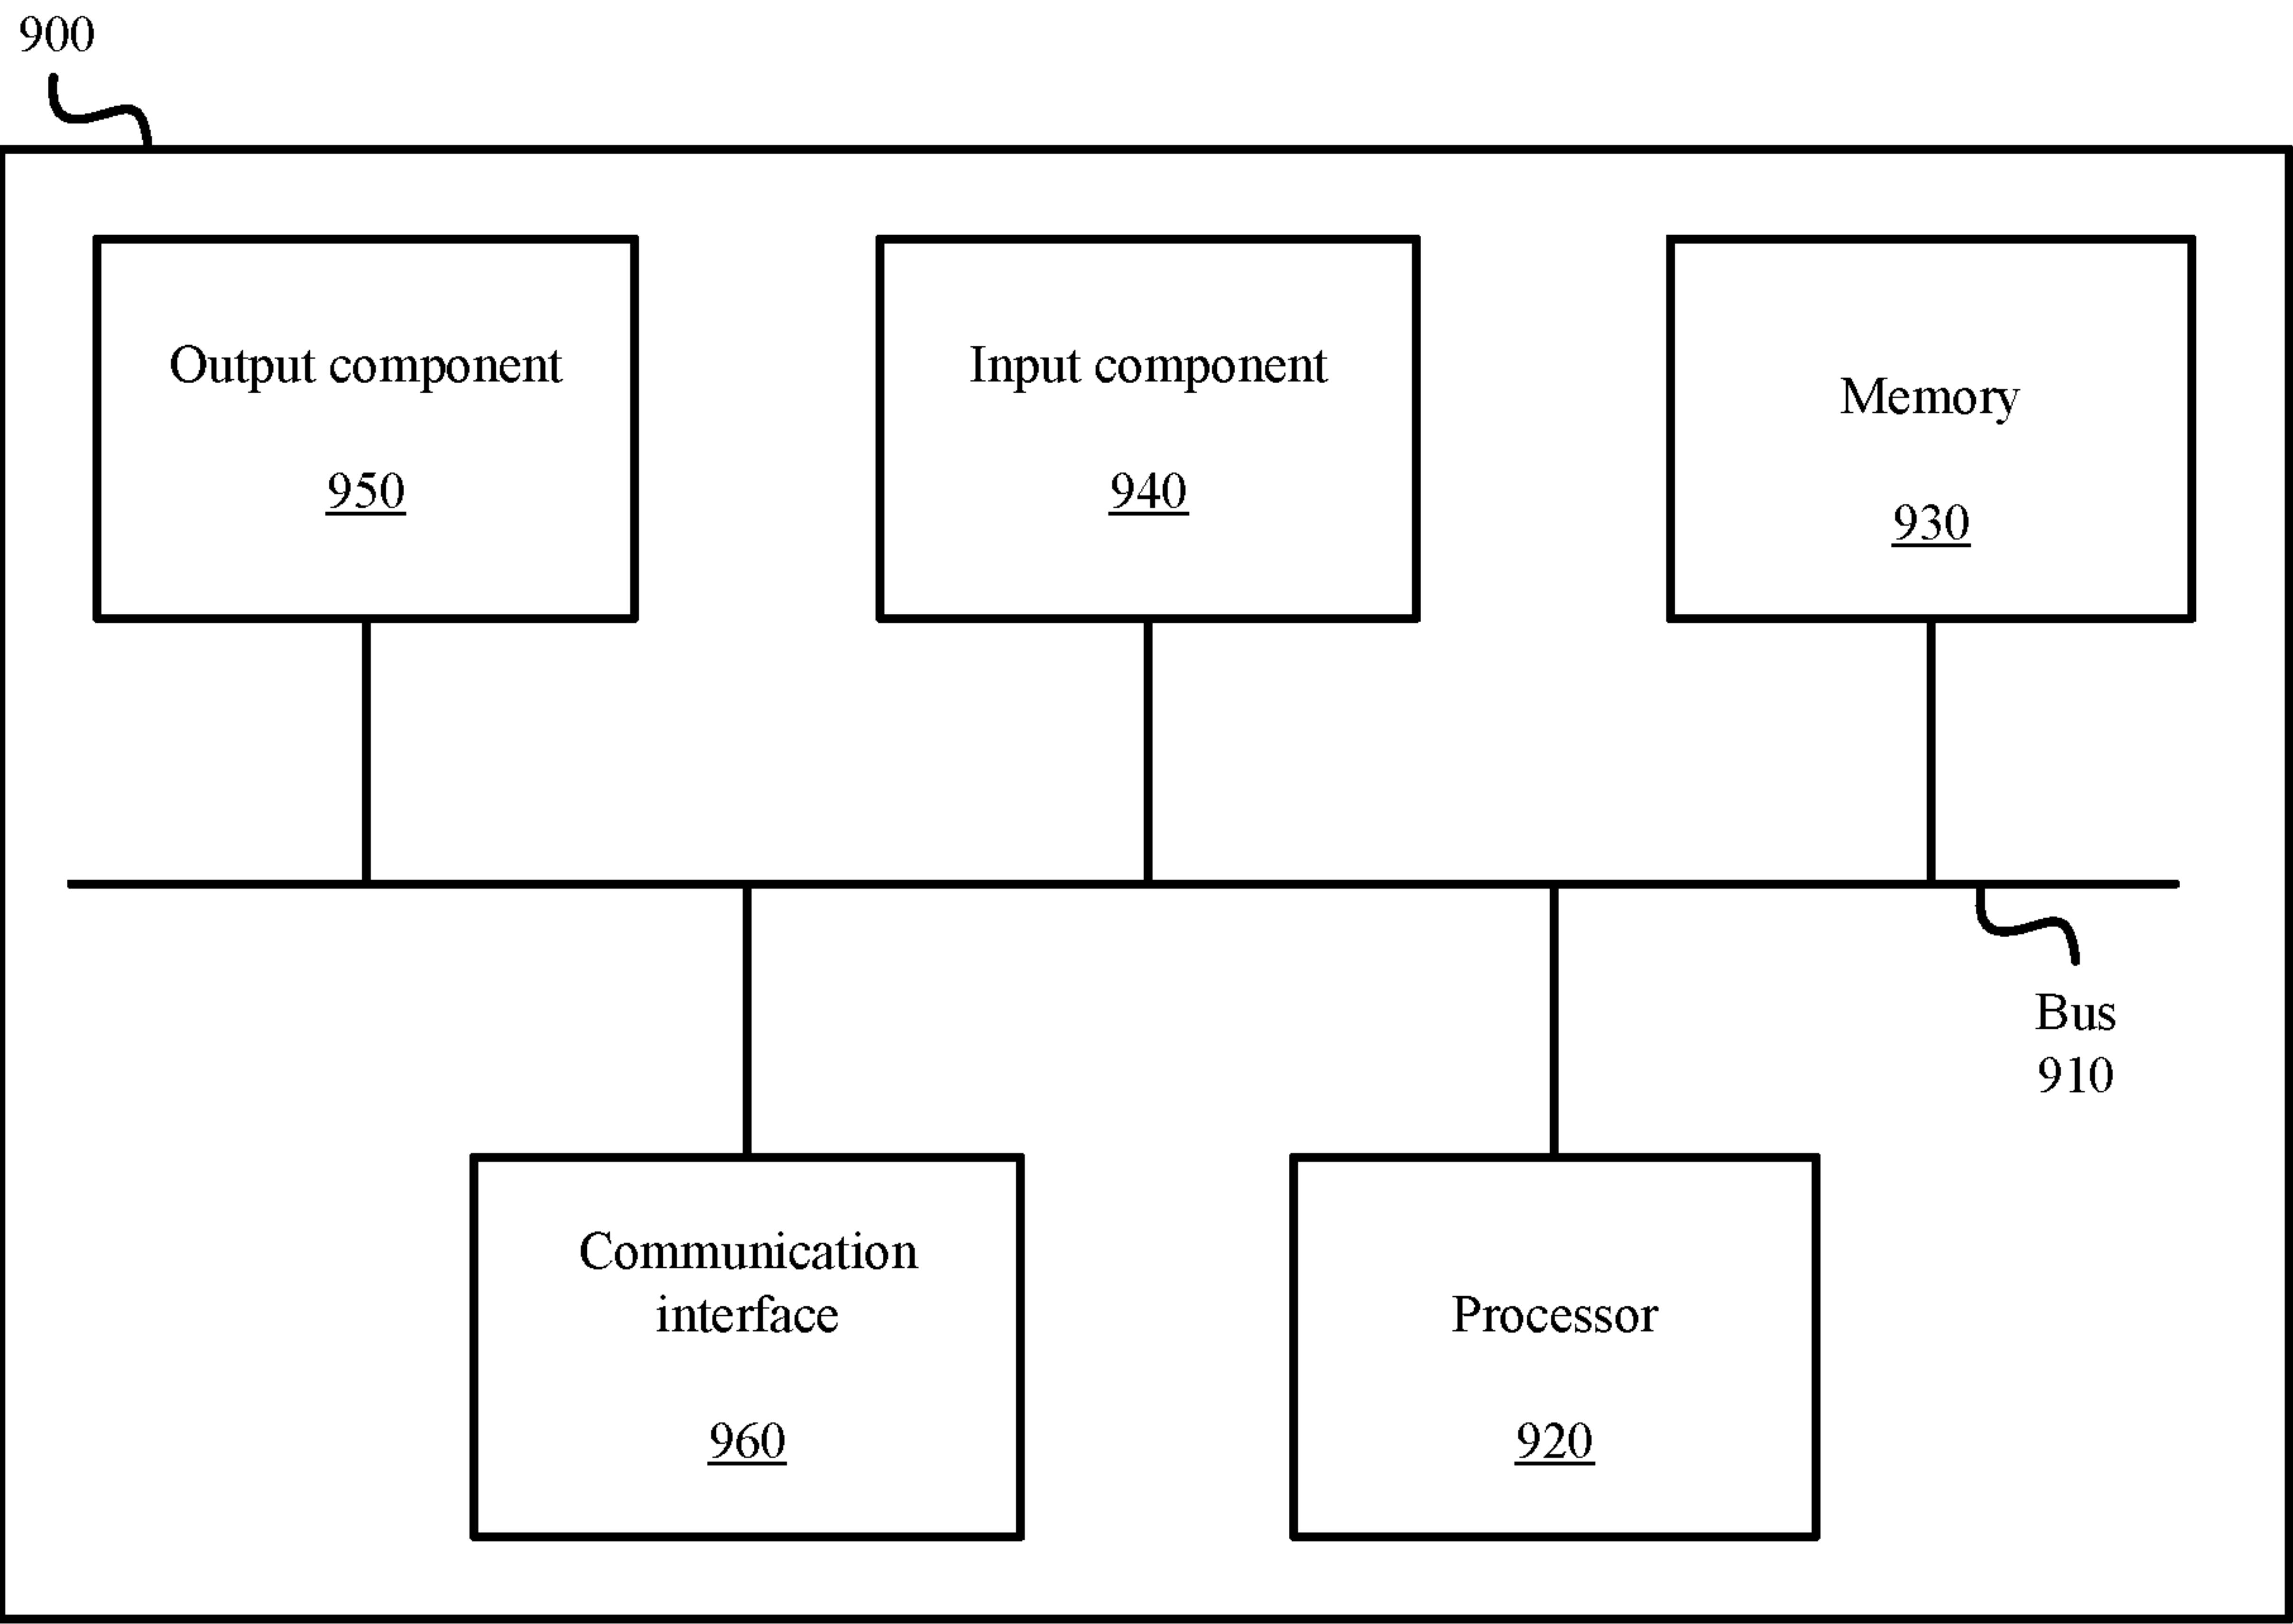 900
Output component
950
Input component
940
Memory
930
Bus
910
Communication
interface
960
Processor
920